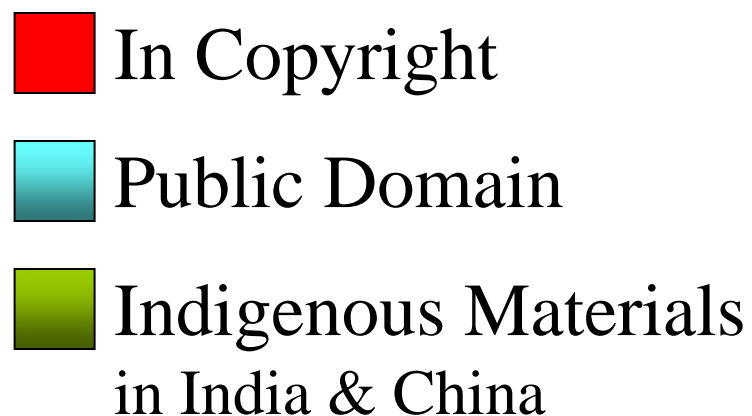 In Copyright
Public Domain
Indigenous Materials
in India & China